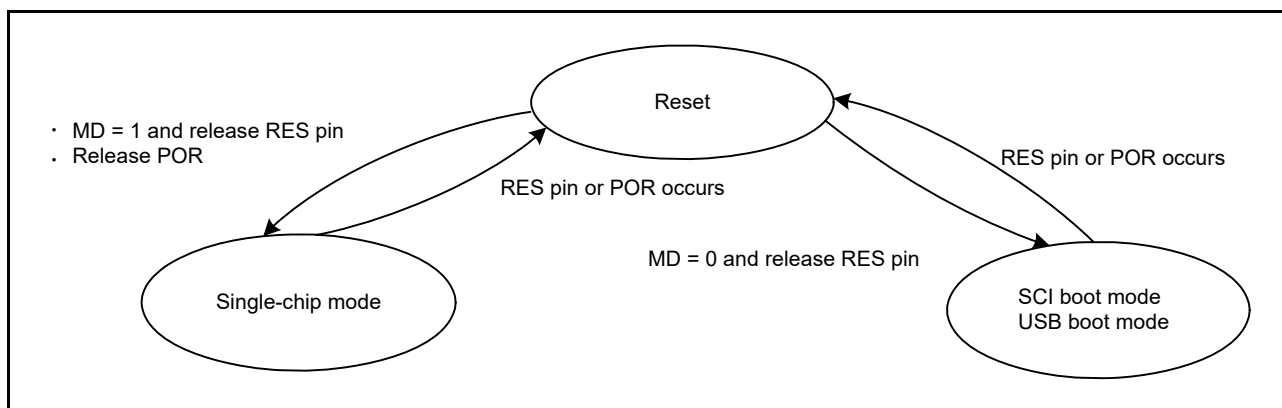 Reset
· MD = 1 and release RES pin
· Release POR
RES pin or POR occurs
RES pin or POR occurs
MD = 0 and release RES pin
Single-chip mode
SCI boot mode
USB boot mode